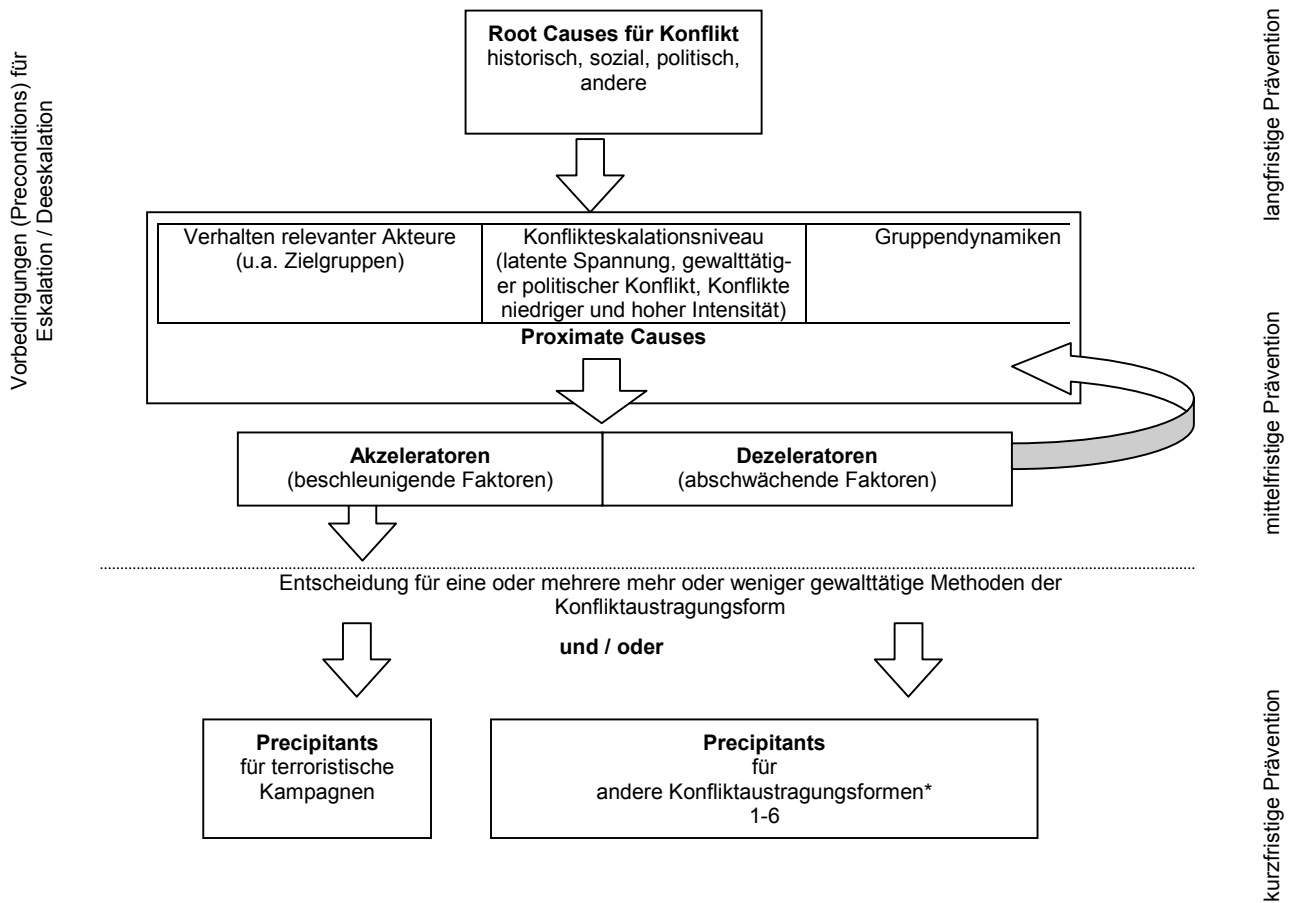 Root Causes für Konflikt
historisch, sozial, politisch,
andere
Vorbedingungen (Preconditions) für
Eskalation / Deeskalation
langfristige Prävention
Verhalten relevanter Akteure
(u.a. Zielgruppen)
Konflikteskalationsniveau
(latente Spannung, gewalttätig-
er politischer Konflikt, Konflikte
niedriger und hoher Intensität)
Gruppendynamiken
Proximate Causes
mittelfristige Prävention
Akzeleratoren
(beschleunigende Faktoren)
Dezeleratoren
(abschwächende Faktoren)
Entscheidung für eine oder mehrere mehr oder weniger gewalttätige Methoden der
Konfliktaustragungsform
und / oder
Precipitants
für terroristische
Kampagnen
Precipitants
für
andere Konfliktaustragungsformen*
1-6
kurzfristige Prävention